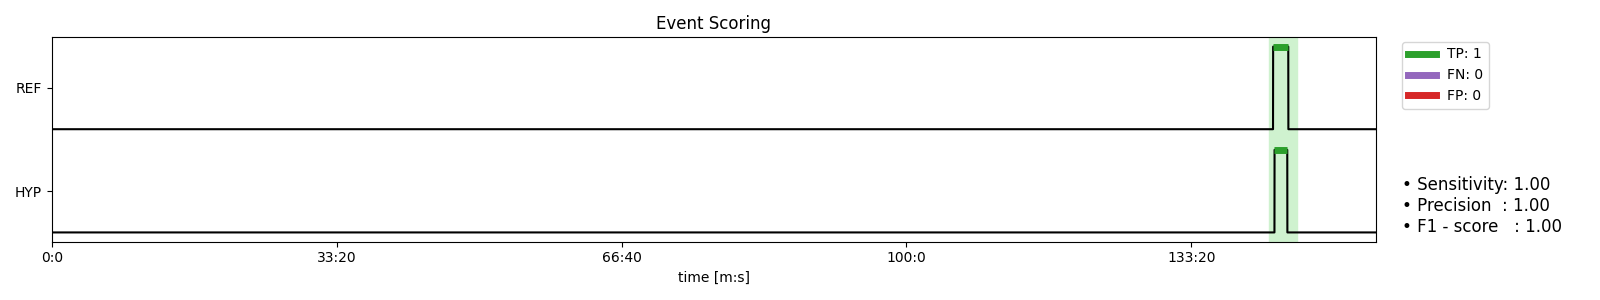 Event Scoring
REF
HYP
0:0
33:20
66:40
100:0
133:20
time [m:s]
TP: 1
FN: 0
FP: 0
• Sensitivity: 1.00
• Precision  : 1.00
• F1 - score   : 1.00